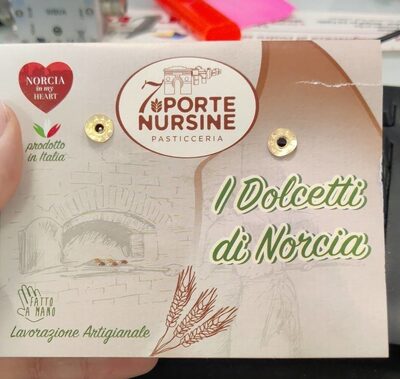 NORCIA
in my
HEART
prodotto
in Italia
7 PORTE
NURSINE
PASTICCERIA
I Dolcetti
di Norcia
FATTO
A MANO
Lavorazione Artigianale